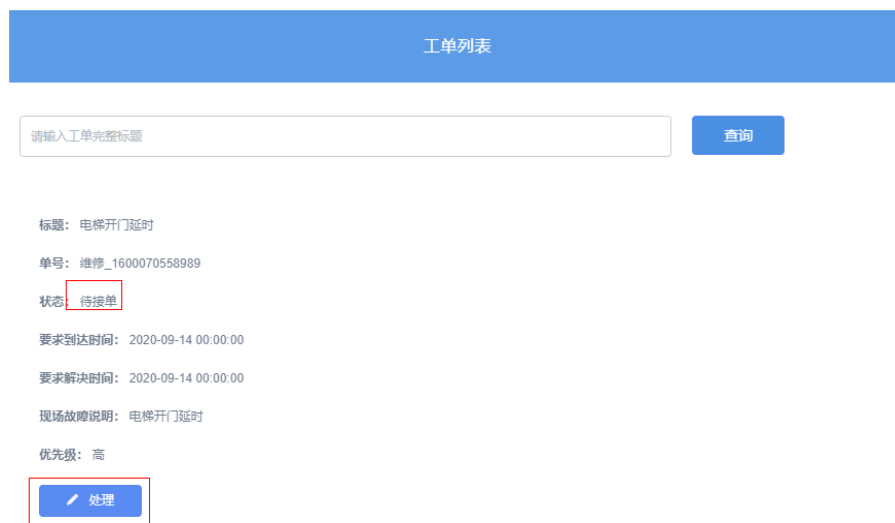 工单列表
请输入工单完整标题
查询
标题： 电梯开门延时
单号： 维修_1600070558989
状态： 待接单
要求到达时间： 2020-09-14 00:00:00
要求解决时间： 2020-09-14 00:00:00
现场故障说明： 电梯开门延时
优先级： 高
处理